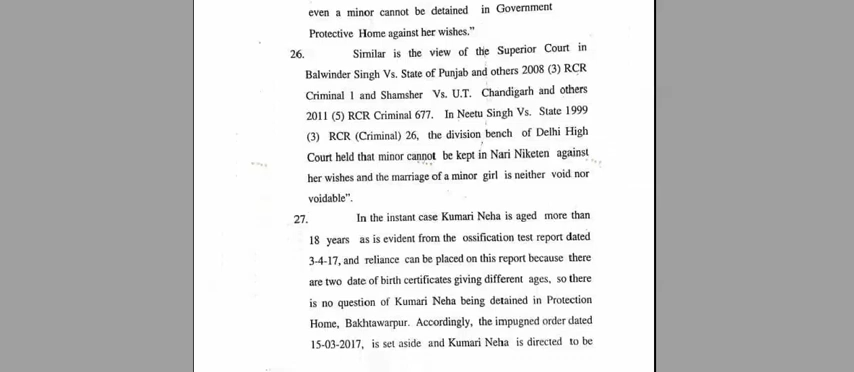 even a minor cannot be detained in Government
Protective Home against her wishes."
26. Similar is the view of the Superior Court in
Balwinder Singh Vs. State of Punjab and others 2008 (3) RCR
Criminal 1 and Shamsher Vs. U.T. Chandigarh and others
2011 (5) RCR Criminal 677. In Neetu Singh Vs. State 1999
(3) RCR (Criminal) 26, the division bench of Delhi High
Court held that minor cannot be kept in Nari Niketen against
her wishes and the marriage of a minor girl is neither void nor
voidable".
27. In the instant case Kumari Neha is aged more than
18 years as is evident from the ossification test report dated
3-4-17, and reliance can be placed on this report because there
are two date of birth certificates giving different ages, so there
is no question of Kumari Neha being detained in Protection
Home, Bakhtawarpur. Accordingly, the impugned order dated
15-03-2017, is set aside and Kumari Neha is directed to be